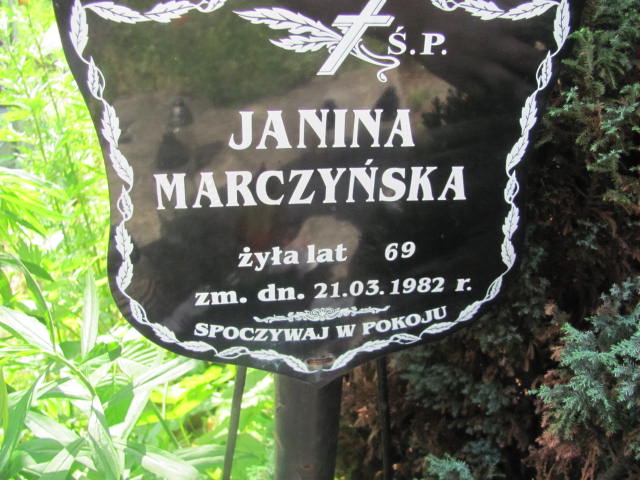 Ś.P.
JANINA
MARCZYŃSKA
żyła lat 69
zm. dn. 21.03.1982 r.
SPOCZYWAJ W POKOJU